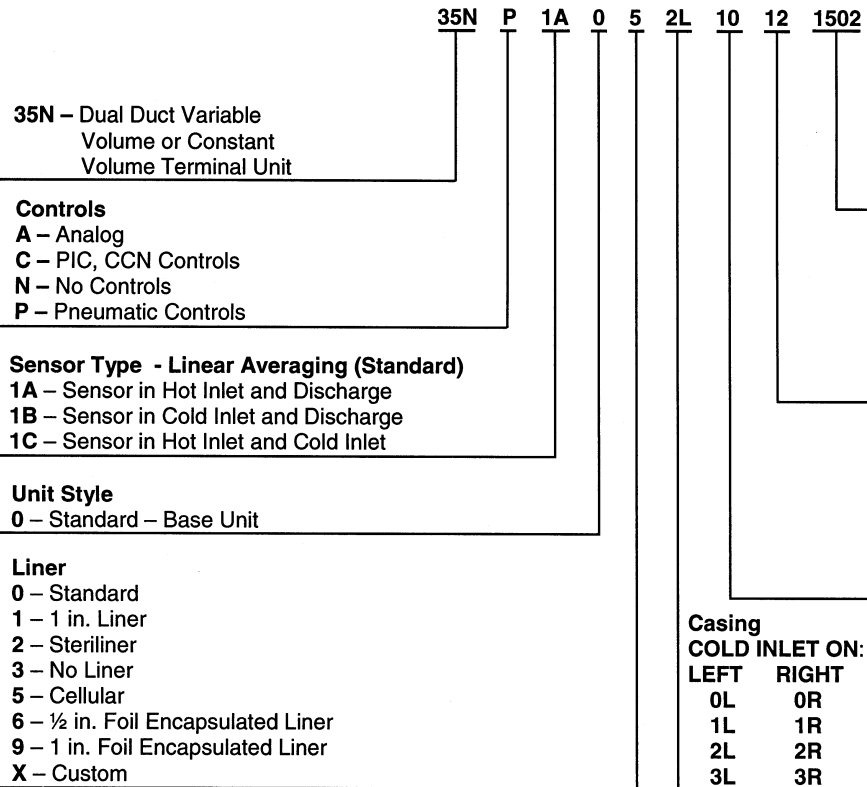 35N P 1A 0 5 2L 10 12 1502
35N – Dual Duct Variable
Volume or Constant
Volume Terminal Unit
Controls
A – Analog
C – PIC, CCN Controls
N – No Controls
P – Pneumatic Controls
Sensor Type - Linear Averaging (Standard)
1A – Sensor in Hot Inlet and Discharge
1B – Sensor in Cold Inlet and Discharge
1C – Sensor in Hot Inlet and Cold Inlet
Unit Style
0 – Standard – Base Unit
Liner
0 – Standard
1 – 1 in. Liner
2 – Steriliner
3 – No Liner
5 – Cellular
6 – ½ in. Foil Encapsulated Liner
9 – 1 in. Foil Encapsulated Liner
X – Custom
Casing
COLD INLET ON:
LEFT RIGHT
0L 0R
1L 1R
2L 2R
3L 3R